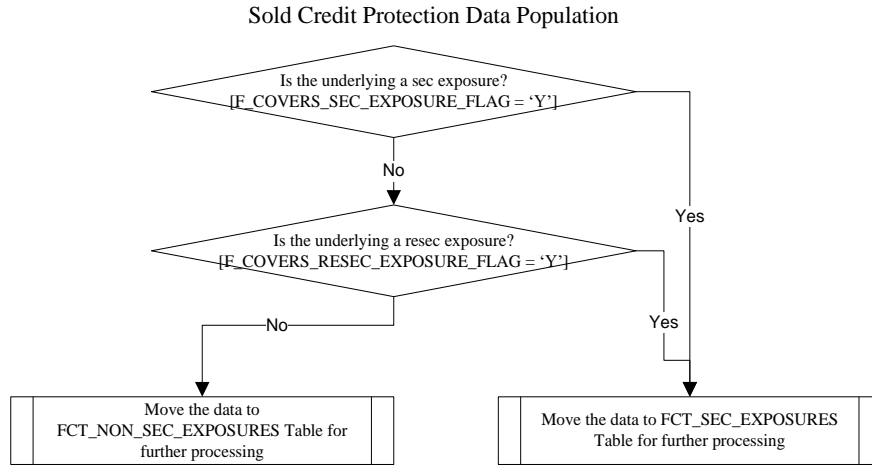 Sold Credit Protection Data Population
Is the underlying a sec exposure?
[F_COVERS_SEC_EXPOSURE_FLAG = ‘Y’]
No
Yes
Is the underlying a resec exposure?
[F_COVERS_RESEC_EXPOSURE_FLAG = ‘Y’]
No
Yes
Move the data to
FCT_NON_SEC_EXPOSURES Table for
further processing
Move the data to FCT_SEC_EXPOSURES
Table for further processing